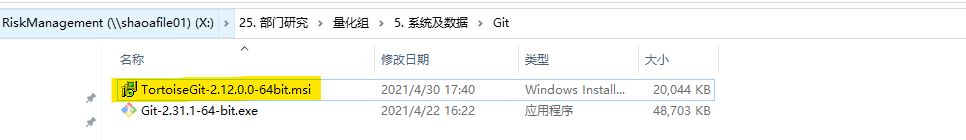 RiskManagement (\\shaoafile01) (X:) › 25. 部门研究 › 量化组 › 5. 系统及数据 › Git
名称 修改日期 类型 大小
TortoiseGit-2.12.0.0-64bit.msi 2021/4/30 17:40 Windows Install... 20,044 KB
Git-2.31.1-64-bit.exe 2021/4/22 16:22 应用程序 48,703 KB